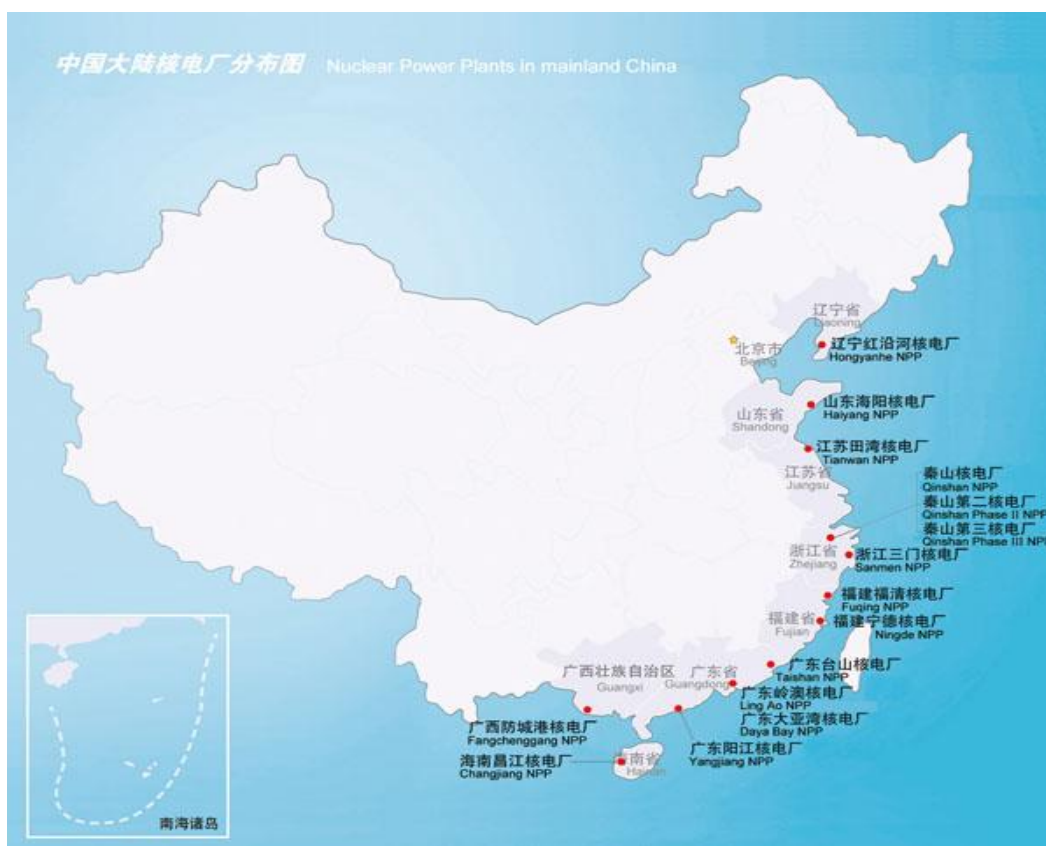 中国大陆核电厂分布图 Nuclear Power Plants in mainland China
辽宁省
Liaoning
北京市
Beijing
辽宁红沿河核电厂
Hongyanhe NPP
山东省
Shandong
山东海阳核电厂
Haiyang NPP
江苏田湾核电厂
Tianwan NPP
江苏省
Jiangsu
秦山核电厂
Qinshan NPP
秦山第二核电厂
Qinshan Phase II NPP
秦山第三核电厂
Qinshan Phase III NPP
浙江省
Zhejiang
浙江三门核电厂
Sanmen NPP
福建福清核电厂
Fuqing NPP
福建省
Fujian
福建宁德核电厂
Ningde NPP
广西壮族自治区
Guangxi
广东省
Guangdong
广东台山核电厂
Taishan NPP
广东岭澳核电厂
Ling Ao NPP
广东大亚湾核电厂
Daya Bay NPP
广西防城港核电厂
Fangchenggang NPP
广东阳江核电厂
Yangjiang NPP
海南昌江核电厂
Changjiang NPP
海南省
Hainan
南海诸岛